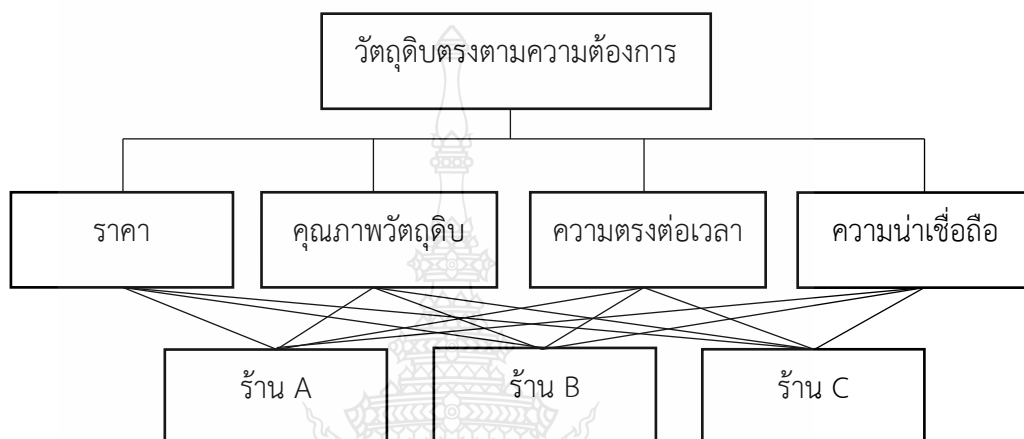 วัตถุดิบตรงตามความต้องการ
ราคา
คุณภาพวัตถุดิบ
ความตรงต่อเวลา
ความน่าเชื่อถือ
ร้าน A
ร้าน B
ร้าน C